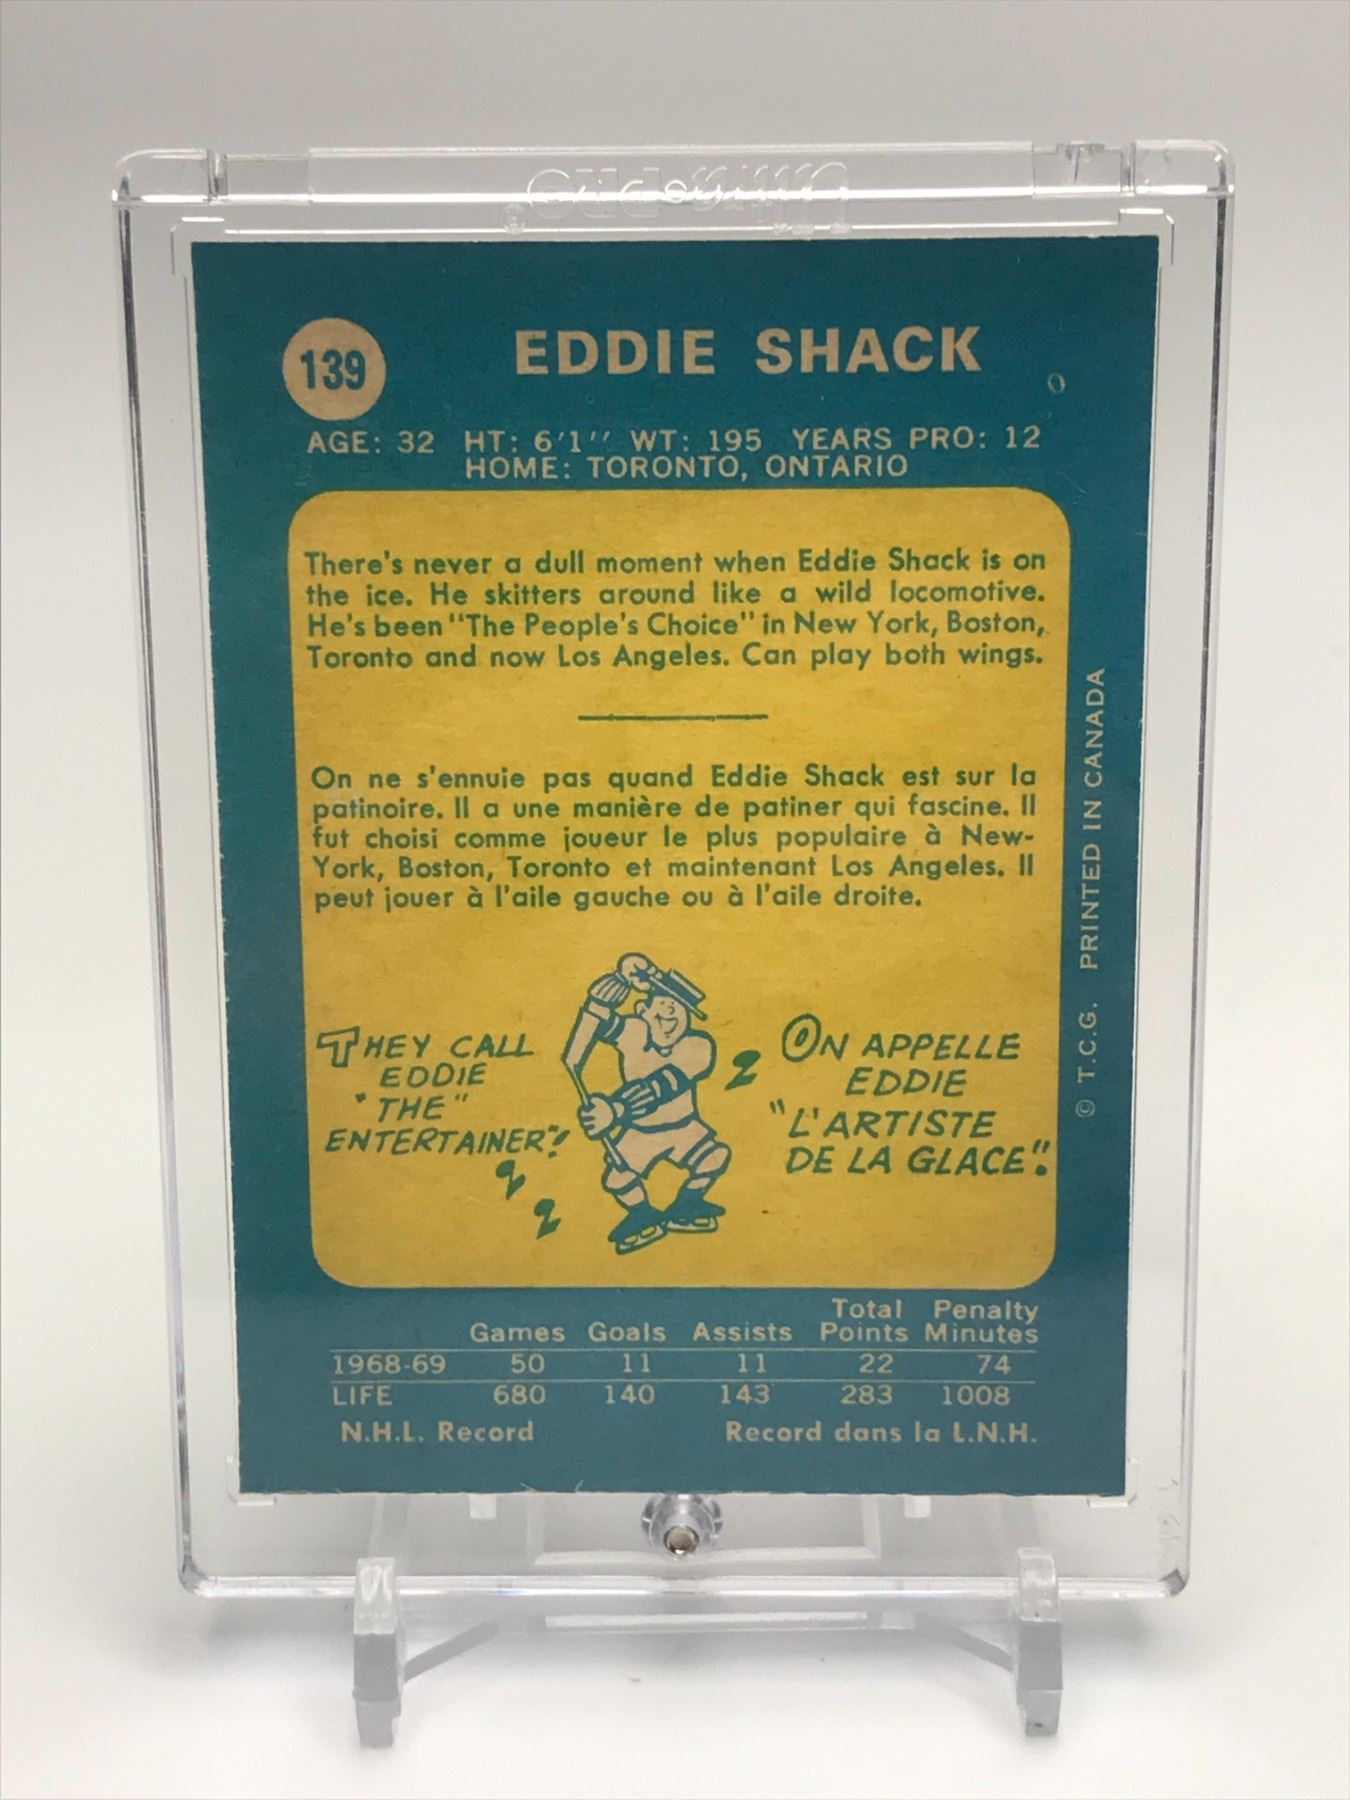 Ultra•PRO®
139
EDDIE SHACK
AGE: 32 HT: 6'1'' WT: 195 YEARS PRO: 12
HOME: TORONTO, ONTARIO
There's never a dull moment when Eddie Shack is on
the ice. He skitters around like a wild locomotive.
He's been "The People's Choice" in New York, Boston,
Toronto and now Los Angeles. Can play both wings.
On ne s'ennuie pas quand Eddie Shack est sur la
patinoire. Il a une manière de patiner qui fascine. Il
fut choisi comme joueur le plus populaire à New-
York, Boston, Toronto et maintenant Los Angeles. Il
peut jouer à l'aile gauche ou à l'aile droite.
THEY CALL
EDDIE
"THE"
ENTERTAINER"!
ON APPELLE
EDDIE
"L'ARTISTE
DE LA GLACE".
© T.C.G. PRINTED IN CANADA
Games Goals Assists Total Points Penalty Minutes
1968-69 50 11 11 22 74
LIFE 680 140 143 283 1008
N.H.L. Record Record dans la L.N.H.